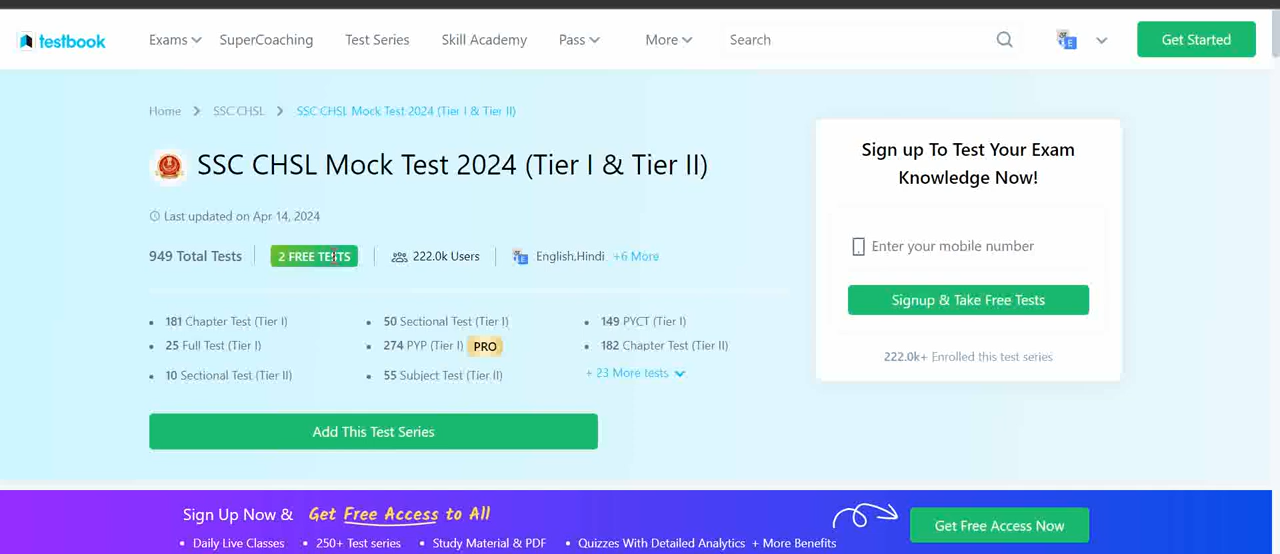 testbook Exams SuperCoaching Test Series Skill Academy Pass More Search Get Started
Home > SSC CHSL > SSC CHSL Mock Test 2024 (Tier I & Tier II)
SSC CHSL Mock Test 2024 (Tier I & Tier II)
Last updated on Apr 14, 2024
949 Total Tests 2 FREE TESTS 222.0k Users English,Hindi +6 More
• 181 Chapter Test (Tier I) • 50 Sectional Test (Tier I) • 149 PYCT (Tier I)
• 25 Full Test (Tier I) • 274 PYP (Tier I) PRO • 182 Chapter Test (Tier II)
• 10 Sectional Test (Tier II) • 55 Subject Test (Tier II) + 23 More tests
Add This Test Series
Sign up To Test Your Exam
Knowledge Now!
Enter your mobile number
Signup & Take Free Tests
222.0k+ Enrolled this test series
Sign Up Now & Get Free Access to All
• Daily Live Classes • 250+ Test series • Study Material & PDF • Quizzes With Detailed Analytics + More Benefits
Get Free Access Now